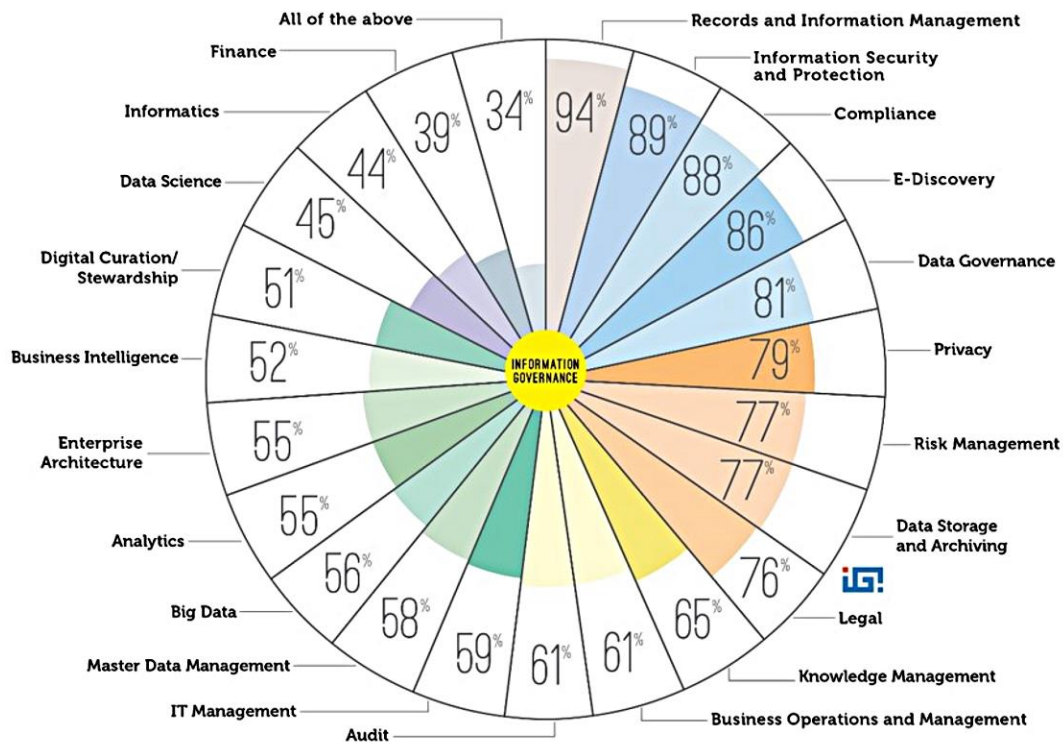 All of the above
34%
Records and Information Management
94%
Information Security
and Protection
89%
Compliance
88%
E-Discovery
86%
Data Governance
81%
Privacy
79%
Risk Management
77%
Data Storage
and Archiving
77%
iGI
Legal
76%
Knowledge Management
65%
Business Operations and Management
61%
Audit
61%
IT Management
59%
Master Data Management
58%
Big Data
56%
Analytics
55%
Enterprise
Architecture
55%
Business Intelligence
52%
Digital Curation/
Stewardship
51%
Data Science
45%
Informatics
44%
Finance
39%
INFORMATION
GOVERNANCE